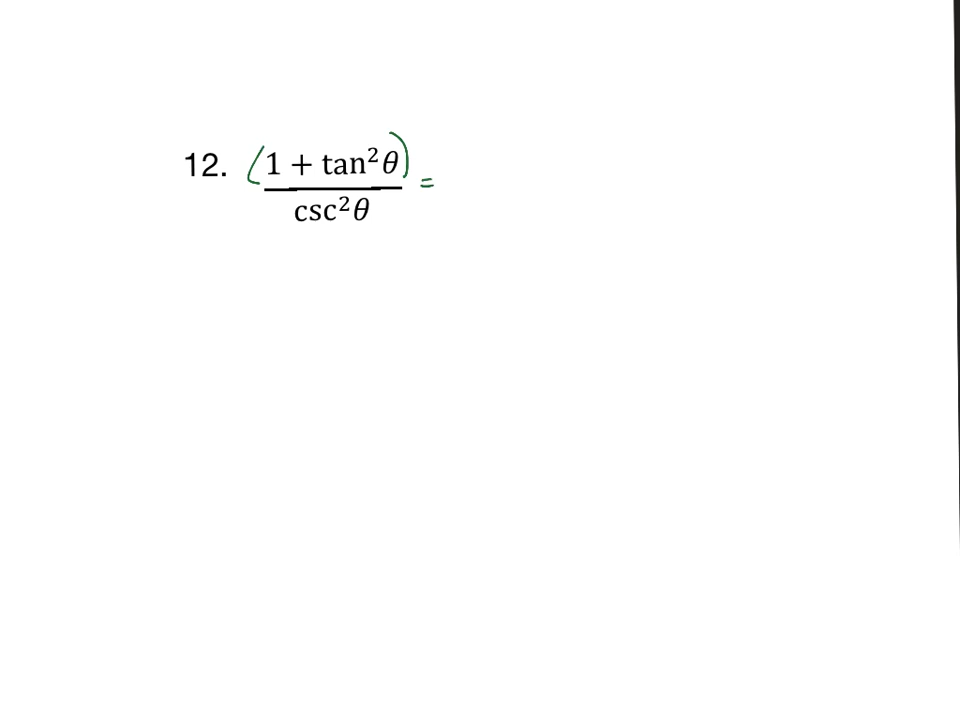 12. (1 + tan²θ) =
csc²θ